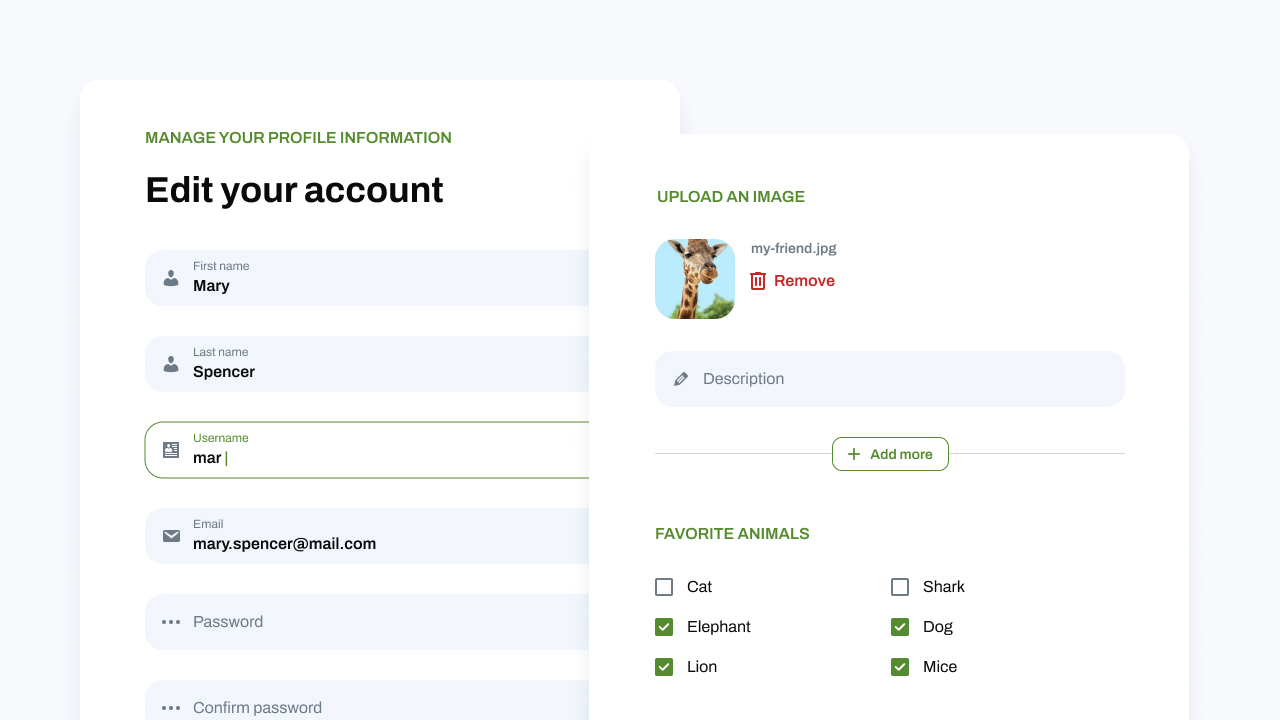 MANAGE YOUR PROFILE INFORMATION
Edit your account
First name
Mary
Last name
Spencer
Username
mar
Email
mary.spencer@mail.com
Password
Confirm password
UPLOAD AN IMAGE
my-friend.jpg
Remove
Description
Add more
FAVORITE ANIMALS
Cat
Shark
Elephant
Dog
Lion
Mice